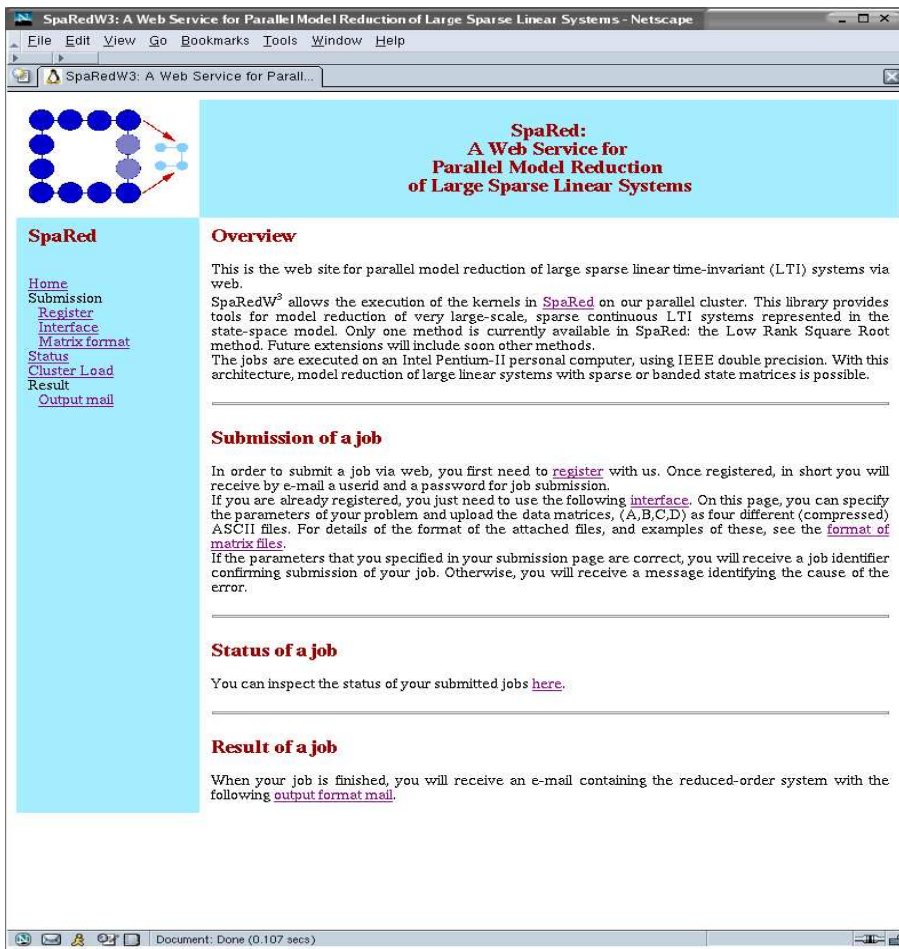 SpaRedW3: A Web Service for Parallel Model Reduction of Large Sparse Linear Systems - Netscape
File Edit View Go Bookmarks Tools Window Help
SpaRedW3: A Web Service for Parall...
SpaRed:
A Web Service for
Parallel Model Reduction
of Large Sparse Linear Systems
SpaRed
Home
Submission
Register
Interface
Matrix format
Status
Cluster Load
Result
Output mail
Overview
This is the web site for parallel model reduction of large sparse linear time-invariant (LTI) systems via
web.
SpaRedW³ allows the execution of the kernels in SpaRed on our parallel cluster. This library provides
tools for model reduction of very large-scale, sparse continuous LTI systems represented in the
state-space model. Only one method is currently available in SpaRed: the Low Rank Square Root
method. Future extensions will include soon other methods.
The jobs are executed on an Intel Pentium-II personal computer, using IEEE double precision. With this
architecture, model reduction of large linear systems with sparse or banded state matrices is possible.
Submission of a job
In order to submit a job via web, you first need to register with us. Once registered, in short you will
receive by e-mail a userid and a password for job submission.
If you are already registered, you just need to use the following interface. On this page, you can specify
the parameters of your problem and upload the data matrices, (A,B,C,D) as four different (compressed)
ASCII files. For details of the format of the attached files, and examples of these, see the format of
matrix files.
If the parameters that you specified in your submission page are correct, you will receive a job identifier
confirming submission of your job. Otherwise, you will receive a message identifying the cause of the
error.
Status of a job
You can inspect the status of your submitted jobs here.
Result of a job
When your job is finished, you will receive an e-mail containing the reduced-order system with the
following output format mail.
Document: Done (0.107 secs)